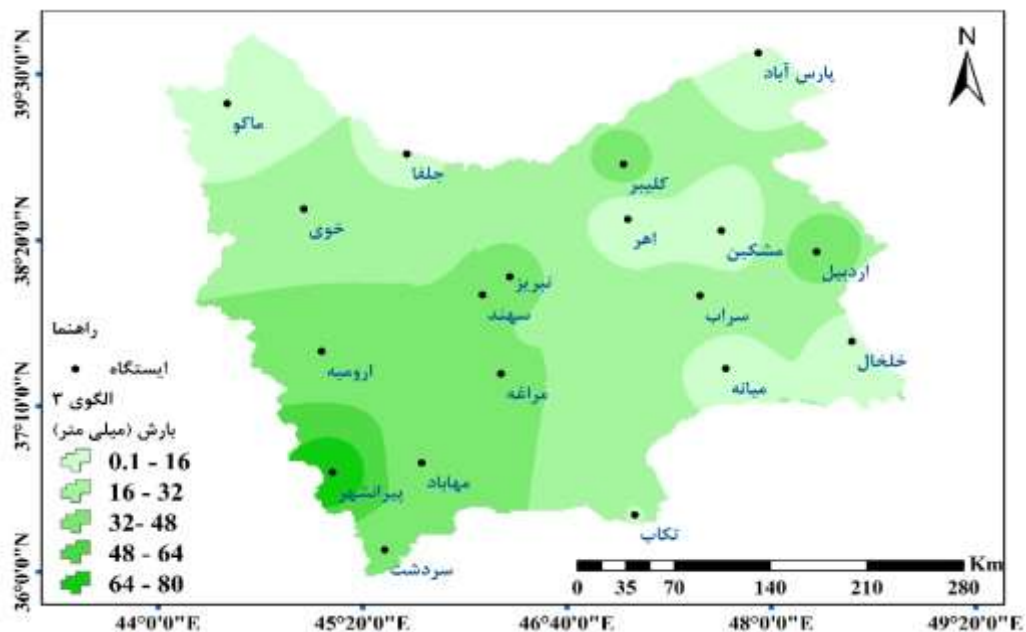 N
39°30'0"N
38°20'0"N
37°10'0"N
36°0'0"N
پارس آباد
ماکو
جلفا
کلیبر
خوی
اهر
مشکین
اردبیل
تبریز
سهند
سراب
خلخال
ارومیه
مراغه
میانه
پیرانشهر
مهاباد
تکاب
سردشت
راهنما
ایستگاه
الگوی ۳
بارش (میلی متر)
0.1 - 16
16 - 32
32- 48
48 - 64
64 - 80
Km
0 35 70 140 210 280
44°0'0"E 45°20'0"E 46°40'0"E 48°0'0"E 49°20'0"E